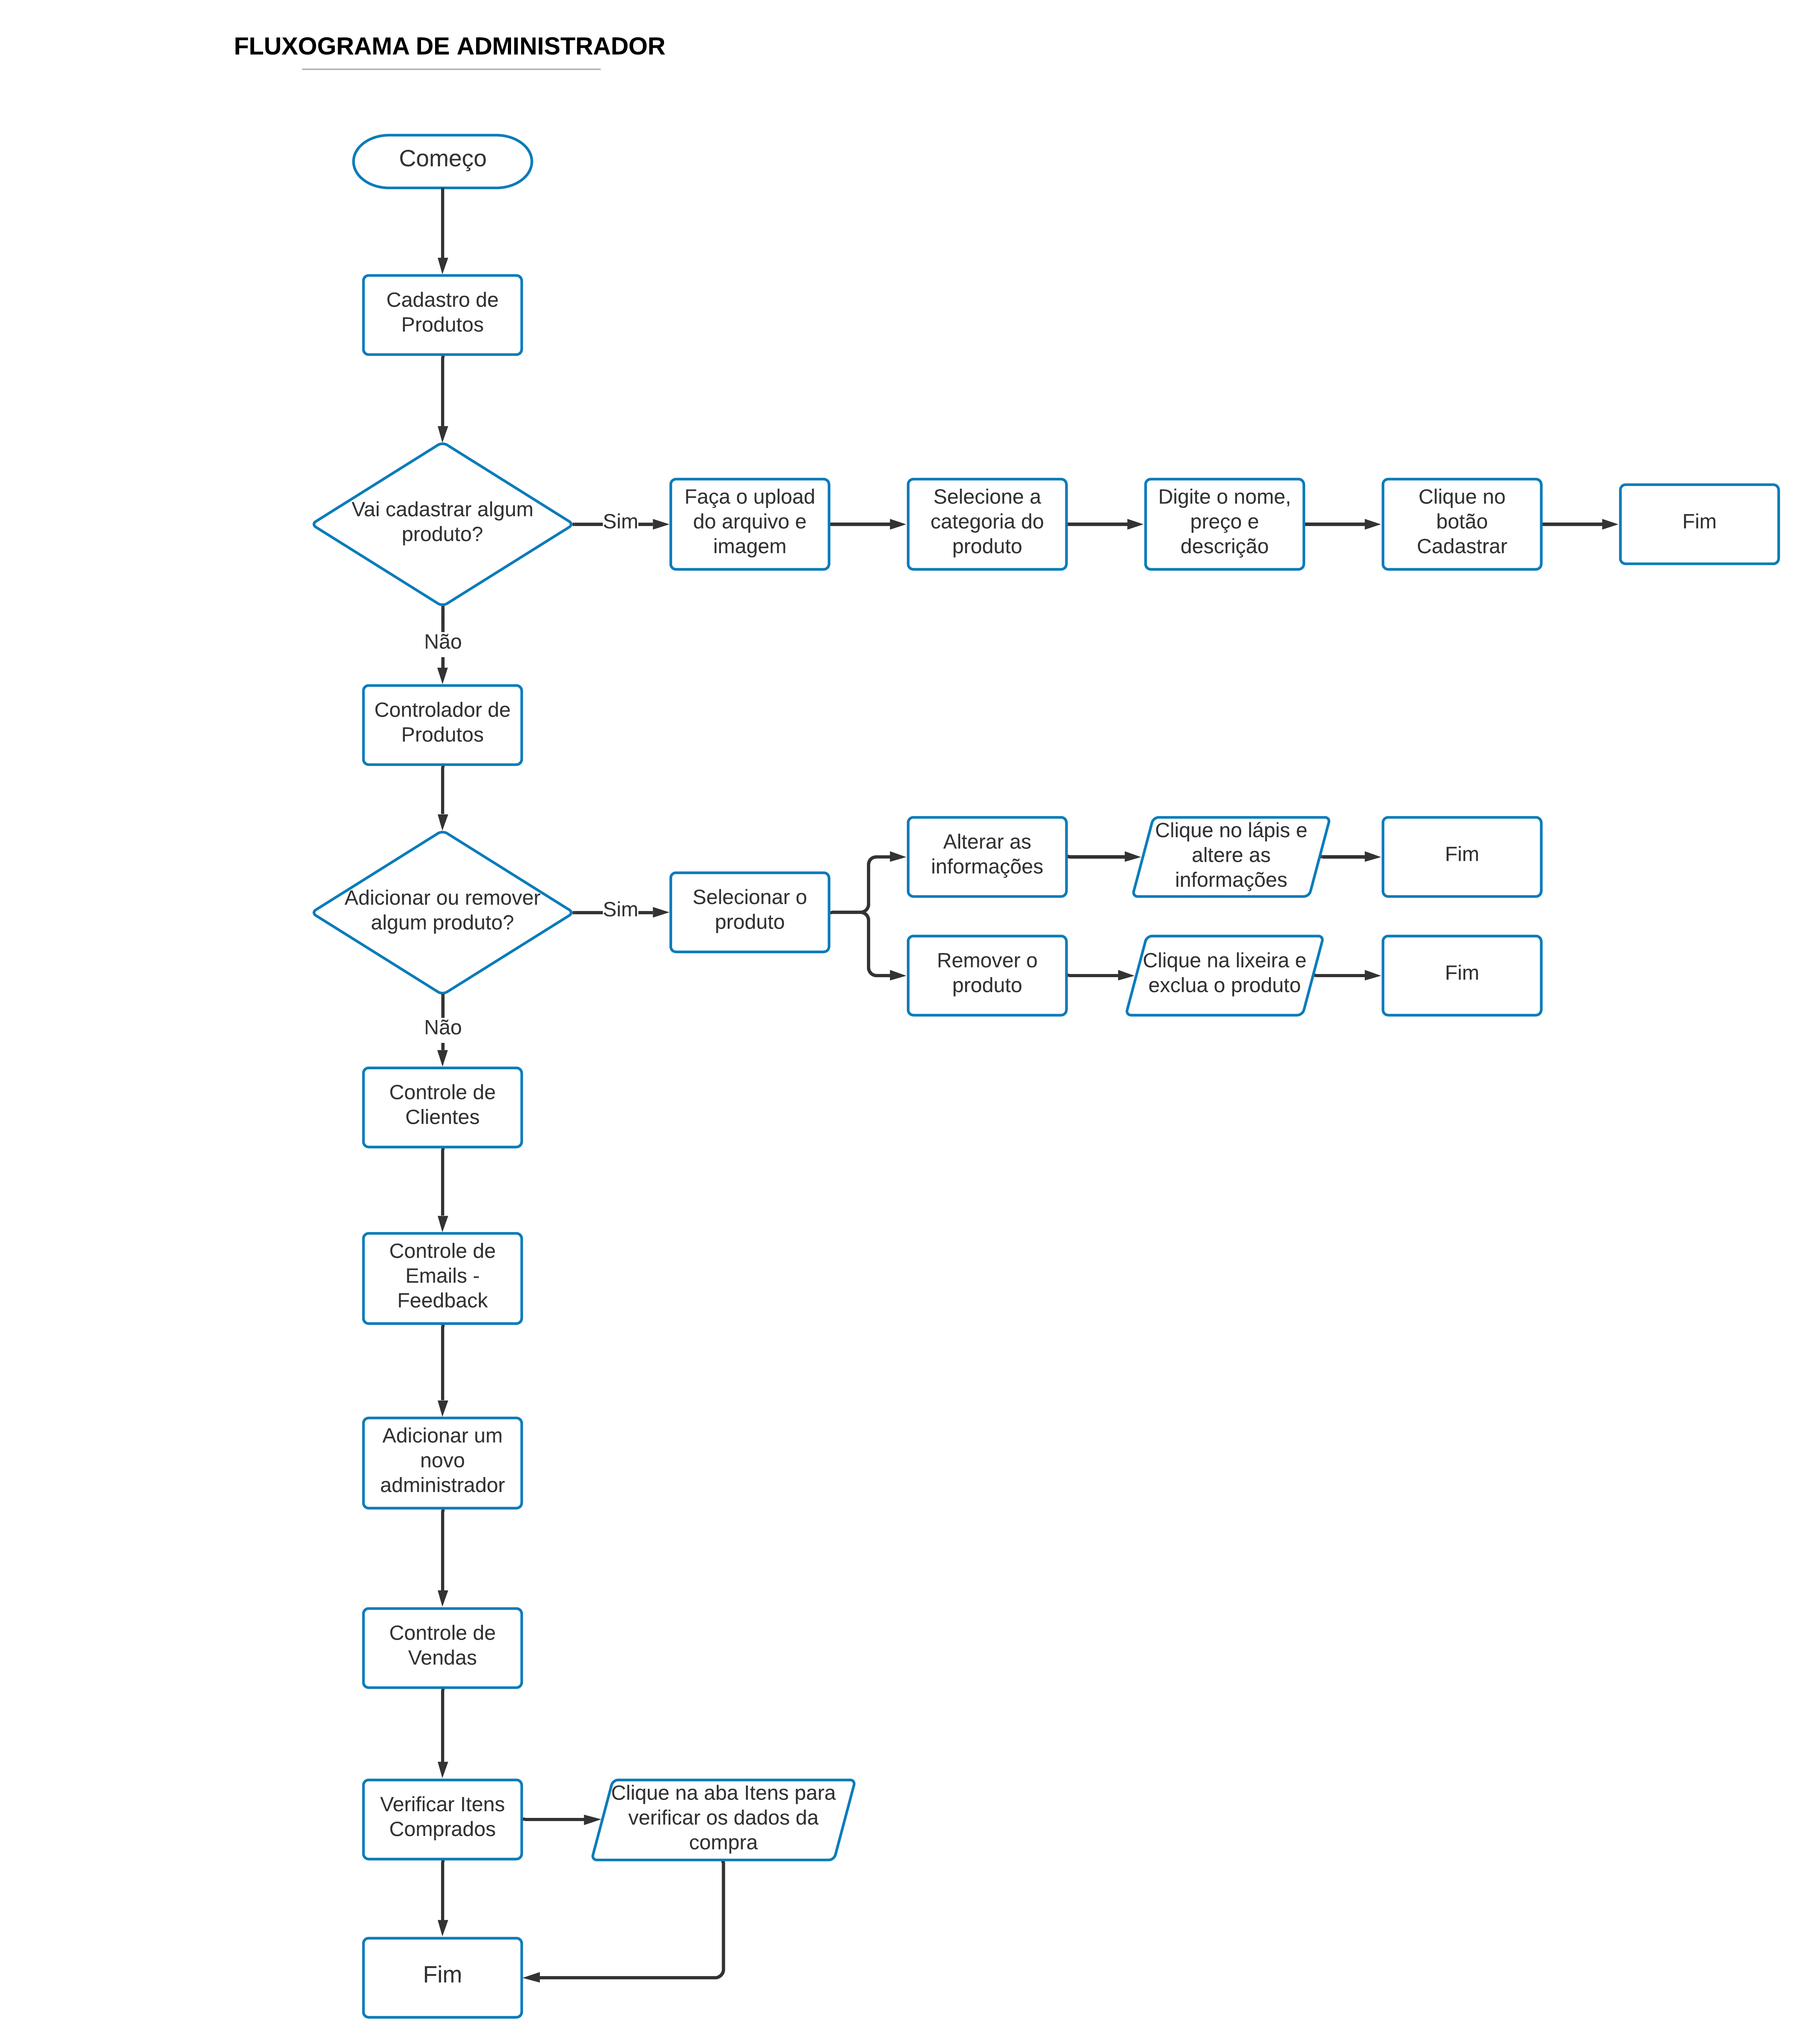 FLUXOGRAMA DE ADMINISTRADOR
Começo
Cadastro de
Produtos
Vai cadastrar algum
produto?
Sim
Faça o upload
do arquivo e
imagem
Selecione a
categoria do
produto
Digite o nome,
preço e
descrição
Clique no
botão
Cadastrar
Fim
Não
Controlador de
Produtos
Adicionar ou remover
algum produto?
Sim
Selecionar o
produto
Alterar as
informações
Clique no lápis e
altere as
informações
Fim
Remover o
produto
Clique na lixeira e
exclua o produto
Fim
Não
Controle de
Clientes
Controle de
Emails -
Feedback
Adicionar um
novo
administrador
Controle de
Vendas
Verificar Itens
Comprados
Clique na aba Itens para
verificar os dados da
compra
Fim